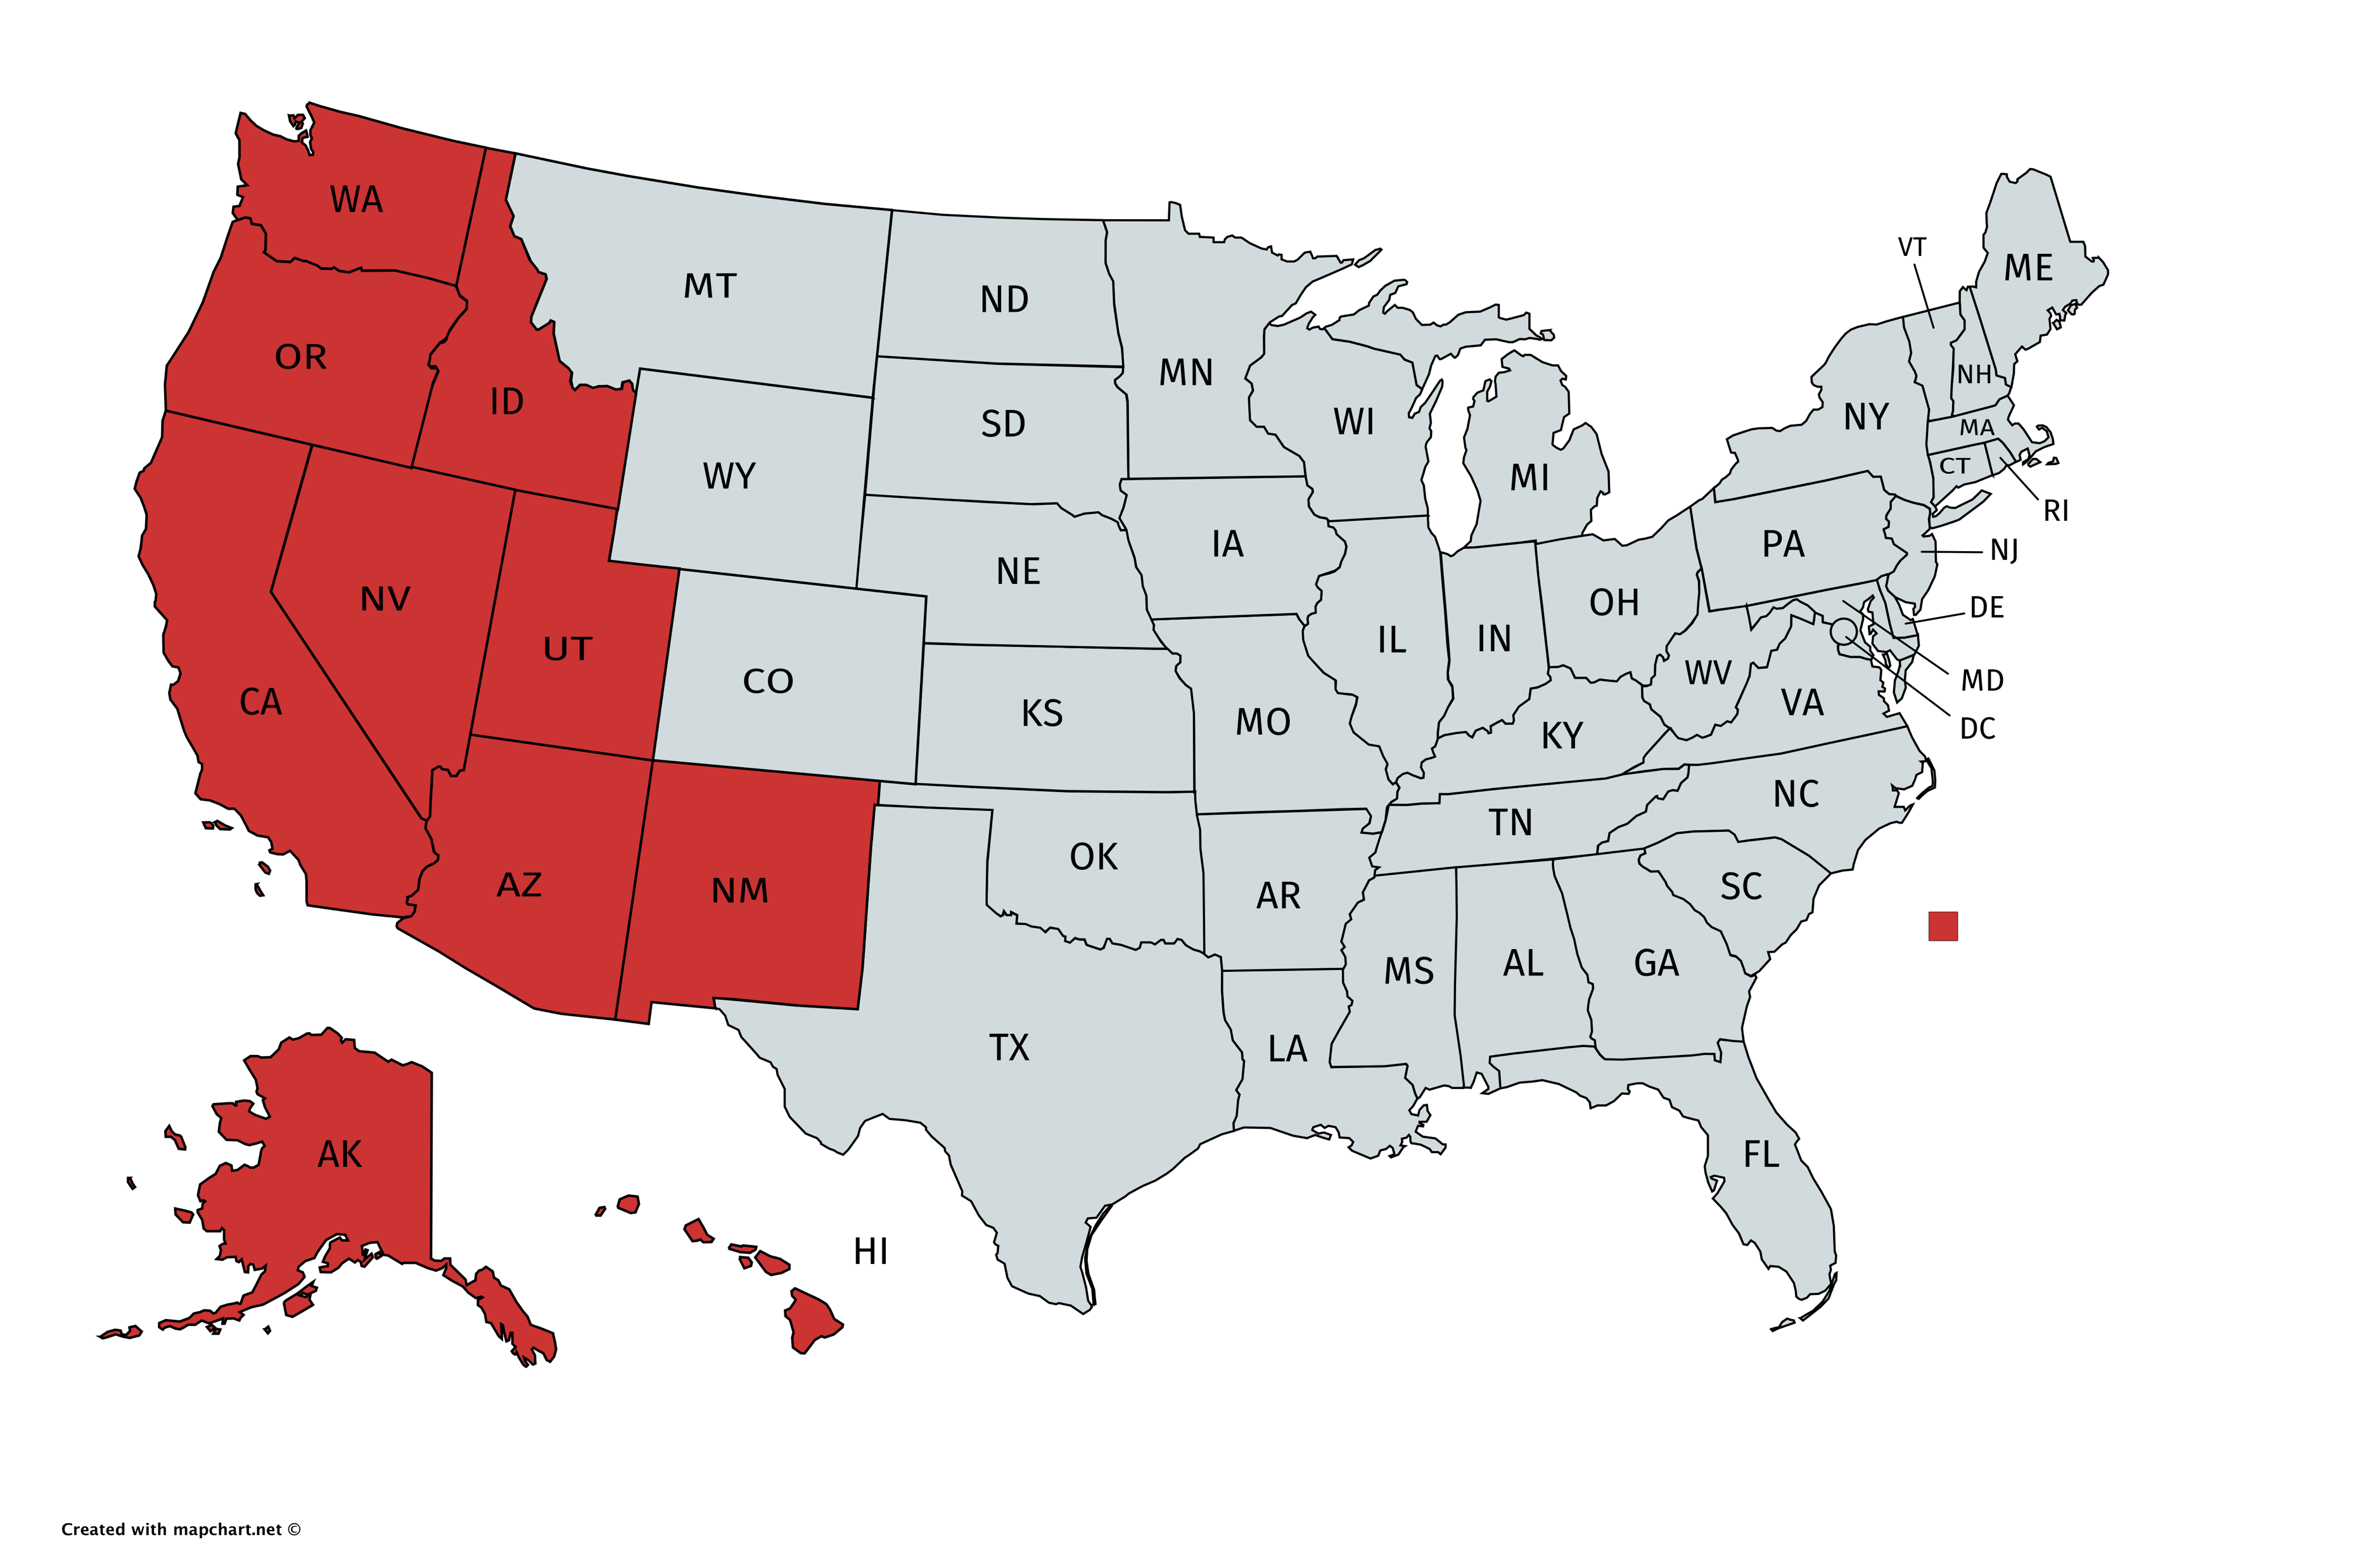 WA
OR
ID
MT
ND
MN
SD
WY
WI
MI
VT
ME
NH
NY
MA
CT
RI
NJ
PA
DE
MD
DC
NE
IA
IL
IN
OH
WV
VA
CA
NV
UT
CO
KS
MO
KY
NC
TN
SC
AZ
NM
OK
AR
MS
AL
GA
TX
LA
FL
AK
HI
Created with mapchart.net ©